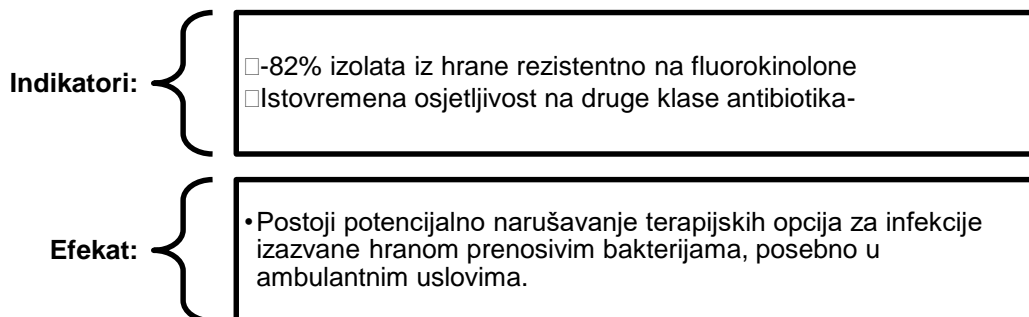 Indikatori:
□-82% izolata iz hrane rezistentno na fluorokinolone
□Istovremena osjetljivost na druge klase antibiotika-
Efekat:
•Postoji potencijalno narušavanje terapijskih opcija za infekcije
izazvane hranom prenosivim bakterijama, posebno u
ambulantnim uslovima.